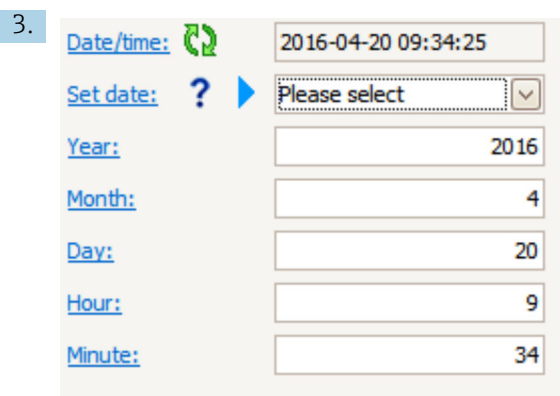 3.
Date/time: 2016-04-20 09:34:25
Set date: ? Please select
Year: 2016
Month: 4
Day: 20
Hour: 9
Minute: 34